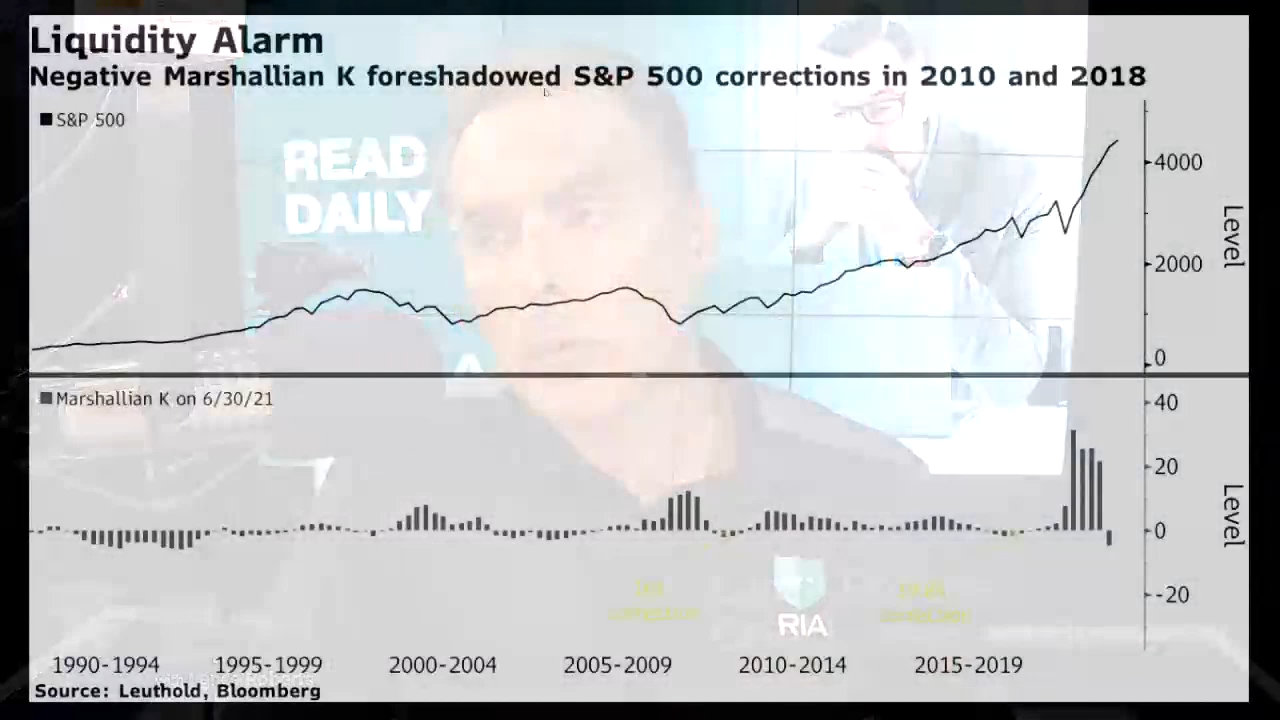 Liquidity Alarm
Negative Marshallian K foreshadowed S&P 500 corrections in 2010 and 2018
S&P 500
READ
DAILY
4000
2000
0
Level
Marshallian K on 6/30/21
40
20
0
-20
Level
RIA
1990-1994 1995-1999 2000-2004 2005-2009 2010-2014 2015-2019
Source: Leuthold, Bloomberg